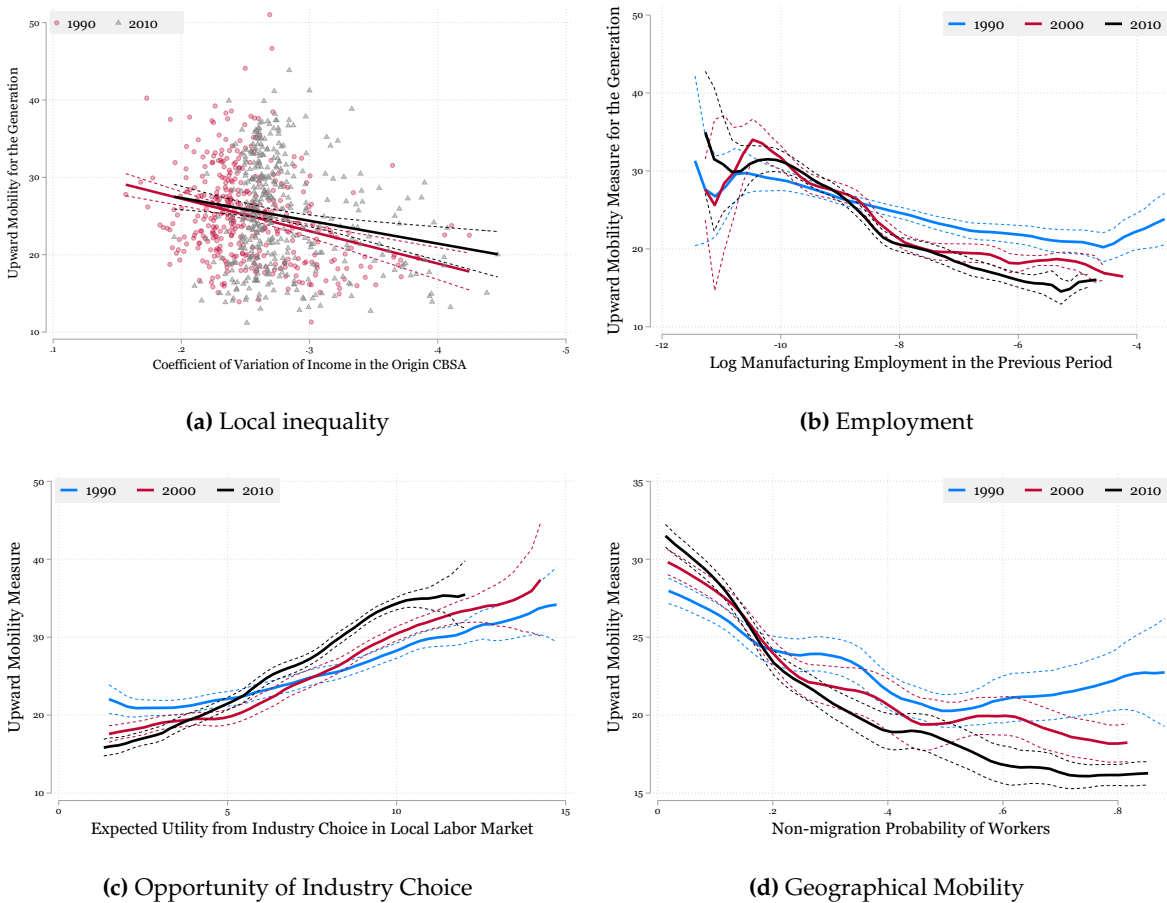 1990 2010
50
40
30
20
10
Upward Mobility for the Generation
.1 .2 .3 .4 .5
Coefficient of Variation of Income in the Origin CBSA
(a) Local inequality
1990 2000 2010
50
40
30
20
10
Upward Mobility Measure for the Generation
-12 -10 -8 -6 -4
Log Manufacturing Employment in the Previous Period
(b) Employment
1990 2000 2010
50
40
30
20
10
Upward Mobility Measure
0 5 10 15
Expected Utility from Industry Choice in Local Labor Market
(c) Opportunity of Industry Choice
1990 2000 2010
35
30
25
20
15
Upward Mobility Measure
0 .2 .4 .6 .8
Non-migration Probability of Workers
(d) Geographical Mobility